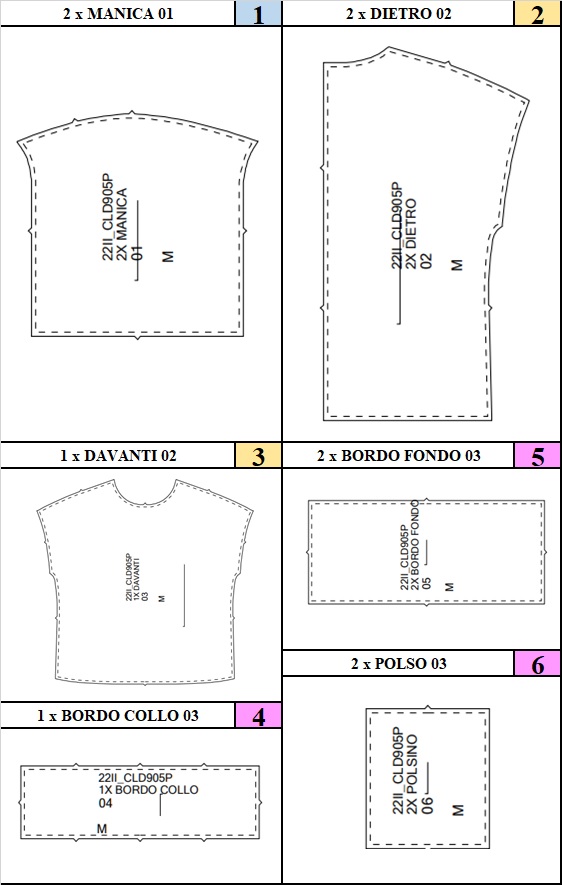 2 x MANICA 01
1
22II_CLD905P
2X MANICA
01
M
2 x DIETRO 02
2
22II_CLD905P
2X DIETRO
02
M
1 x DAVANTI 02
3
22II_CLD905P
1X DAVANTI
03
M
2 x BORDO FONDO 03
5
22II_CLD905P
2X BORDO FONDO
05
M
1 x BORDO COLLO 03
4
22II_CLD905P
1X BORDO COLLO
04
M
2 x POLSO 03
6
22II_CLD905P
2X POLSINO
06
M